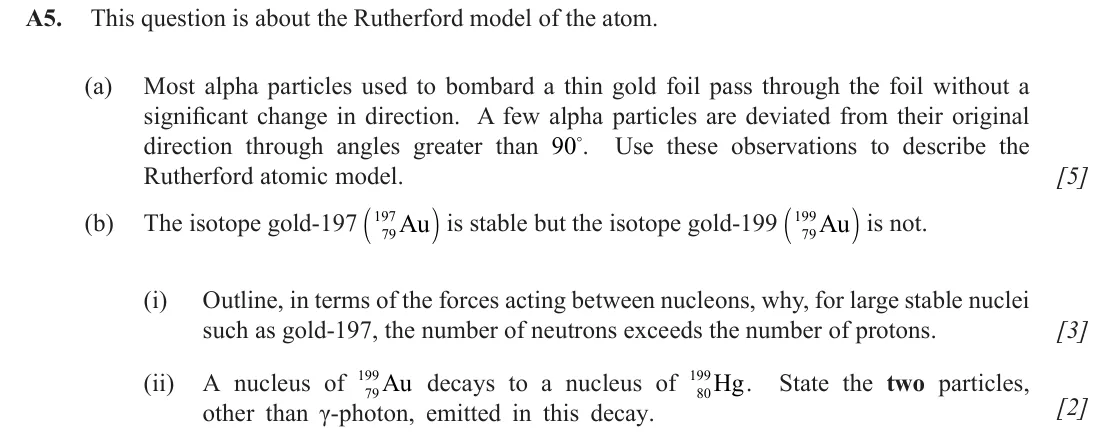 A5. This question is about the Rutherford model of the atom.
(a) Most alpha particles used to bombard a thin gold foil pass through the foil without a
significant change in direction. A few alpha particles are deviated from their original
direction through angles greater than 90°. Use these observations to describe the
Rutherford atomic model. [5]
(b) The isotope gold-197 (¹⁹⁷₇₉Au) is stable but the isotope gold-199 (¹⁹⁹₇₉Au) is not.
(i) Outline, in terms of the forces acting between nucleons, why, for large stable nuclei
such as gold-197, the number of neutrons exceeds the number of protons. [3]
(ii) A nucleus of ¹⁹⁹₇₉Au decays to a nucleus of ¹⁹⁹₈₀Hg. State the two particles,
other than γ-photon, emitted in this decay. [2]